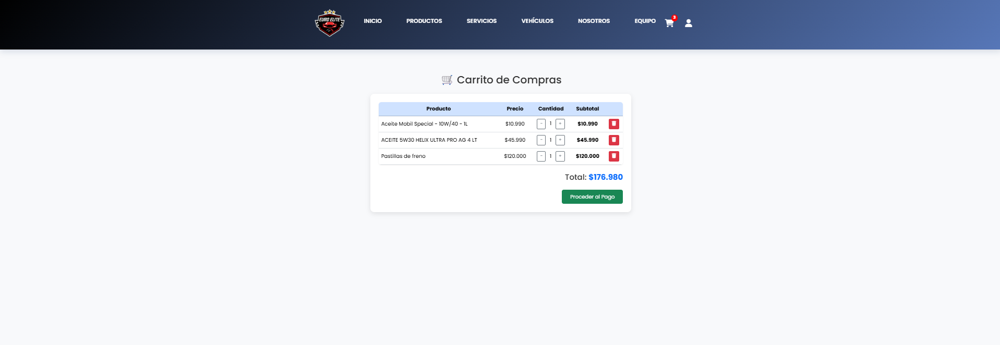 EURO ELITE
INICIO PRODUCTOS SERVICIOS VEHÍCULOS NOSOTROS EQUIPO 3
Carrito de Compras
Producto Precio Cantidad Subtotal
Aceite Mobil Special - 10W/40 - 1L $10.990 - 1 + $10.990
ACEITE 5W30 HELIX ULTRA PRO AG 4 LT $45.990 - 1 + $45.990
Pastillas de freno $120.000 - 1 + $120.000
Total: $176.980
Proceder al Pago